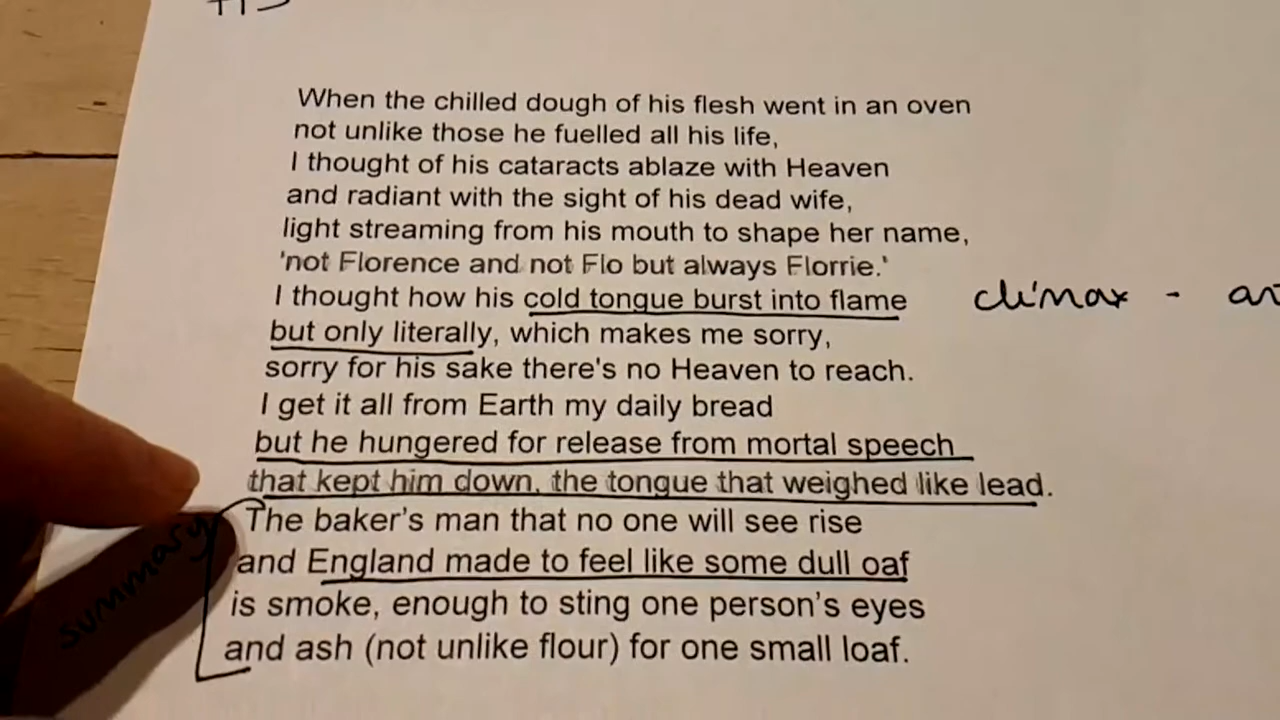 When the chilled dough of his flesh went in an oven
not unlike those he fuelled all his life,
I thought of his cataracts ablaze with Heaven
and radiant with the sight of his dead wife,
light streaming from his mouth to shape her name,
'not Florence and not Flo but always Florrie.'
I thought how his cold tongue burst into flame climax -
but only literally, which makes me sorry,
sorry for his sake there's no Heaven to reach.
I get it all from Earth my daily bread
but he hungered for release from mortal speech
that kept him down, the tongue that weighed like lead.
The baker's man that no one will see rise
and England made to feel like some dull oaf
is smoke, enough to sting one person's eyes
and ash (not unlike flour) for one small loaf.
summary